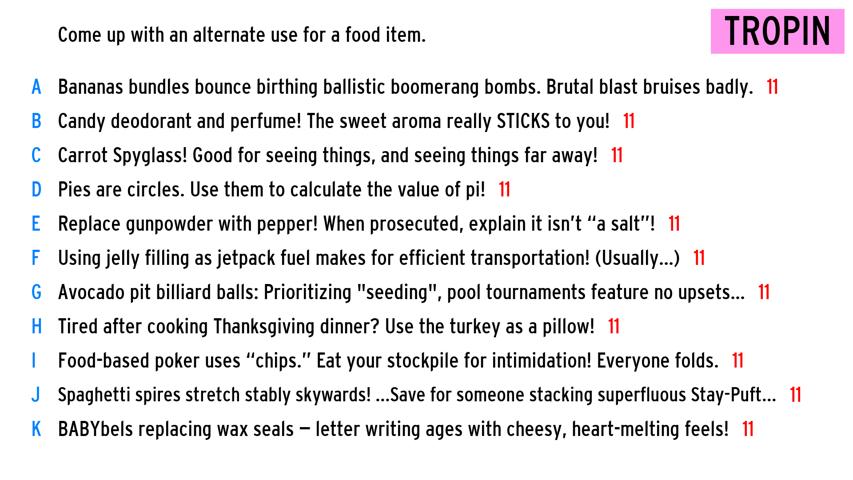 Come up with an alternate use for a food item.
TROPIN
A Bananas bundles bounce birthing ballistic boomerang bombs. Brutal blast bruises badly. 11
B Candy deodorant and perfume! The sweet aroma really STICKS to you! 11
C Carrot Spyglass! Good for seeing things, and seeing things far away! 11
D Pies are circles. Use them to calculate the value of pi! 11
E Replace gunpowder with pepper! When prosecuted, explain it isn’t “a salt”! 11
F Using jelly filling as jetpack fuel makes for efficient transportation! (Usually...) 11
G Avocado pit billiard balls: Prioritizing "seeding", pool tournaments feature no upsets... 11
H Tired after cooking Thanksgiving dinner? Use the turkey as a pillow! 11
I Food-based poker uses “chips.” Eat your stockpile for intimidation! Everyone folds. 11
J Spaghetti spires stretch stably skywards! ...Save for someone stacking superfluous Stay-Puft... 11
K BABYbels replacing wax seals – letter writing ages with cheesy, heart-melting feels! 11